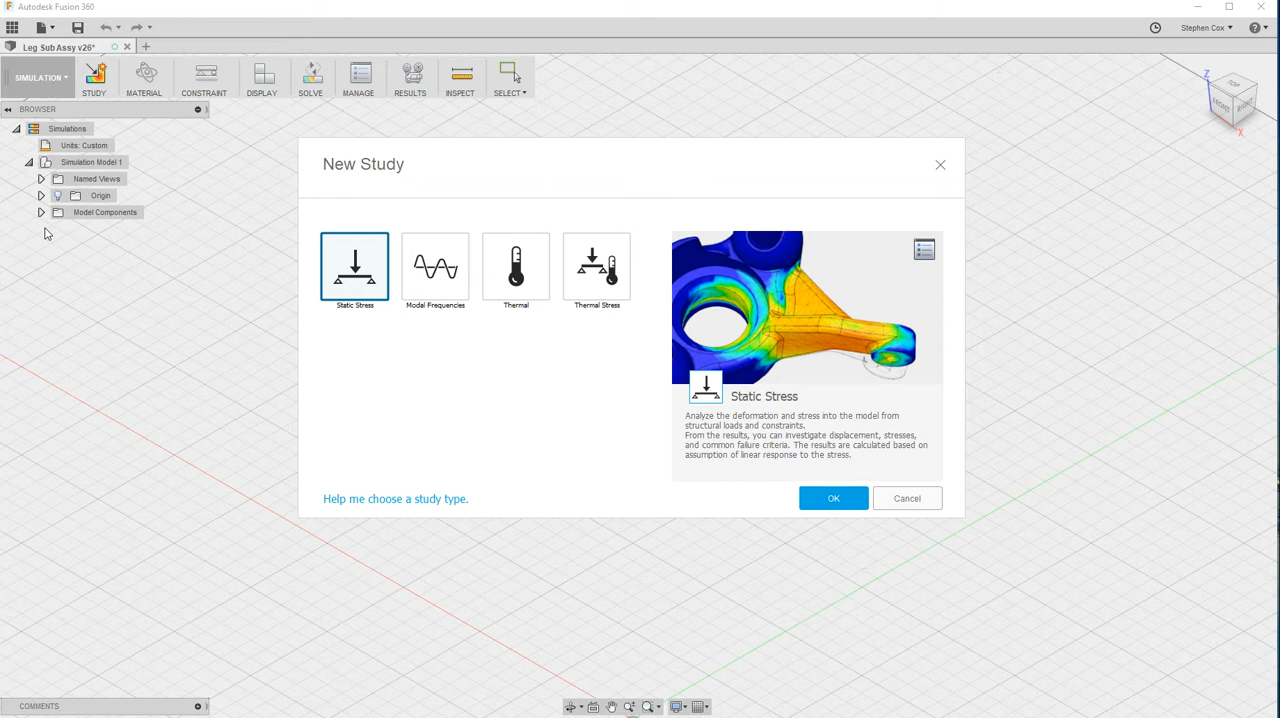 Autodesk Fusion 360
Stephen Cox
Leg Sub Assy v26*
SIMULATION
STUDY
MATERIAL
CONSTRAINT
DISPLAY
SOLVE
MANAGE
RESULTS
INSPECT
SELECT
Z
TOP
FRONT
RIGHT
X
BROWSER
Simulations
Units: Custom
Simulation Model 1
Named Views
Origin
Model Components
New Study
Static Stress
Modal Frequencies
Thermal
Thermal Stress
Static Stress
Analyze the deformation and stress into the model from
structural loads and constraints.
From the results, you can investigate displacement, stresses,
and common failure criteria. The results are calculated based on
assumption of linear response to the stress.
Help me choose a study type.
OK
Cancel
COMMENTS